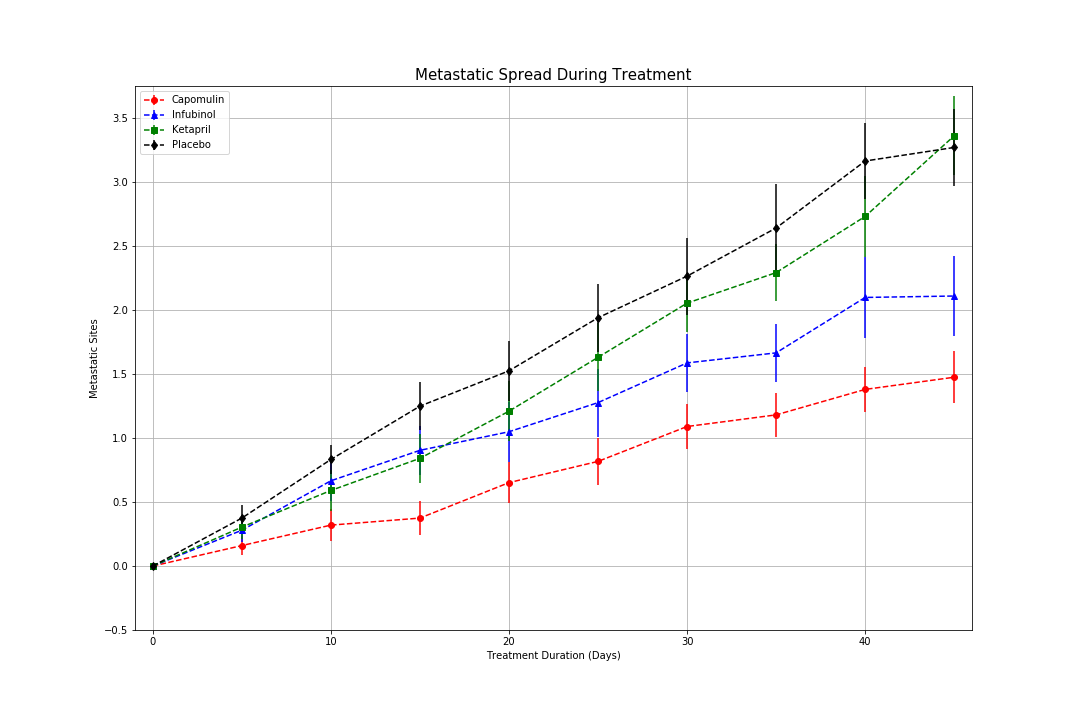 Metastatic Spread During Treatment
Capomulin
Infubinol
Ketapril
Placebo
3.5
3.0
2.5
2.0
1.5
1.0
0.5
0.0
−0.5
Metastatic Sites
0 10 20 30 40
Treatment Duration (Days)